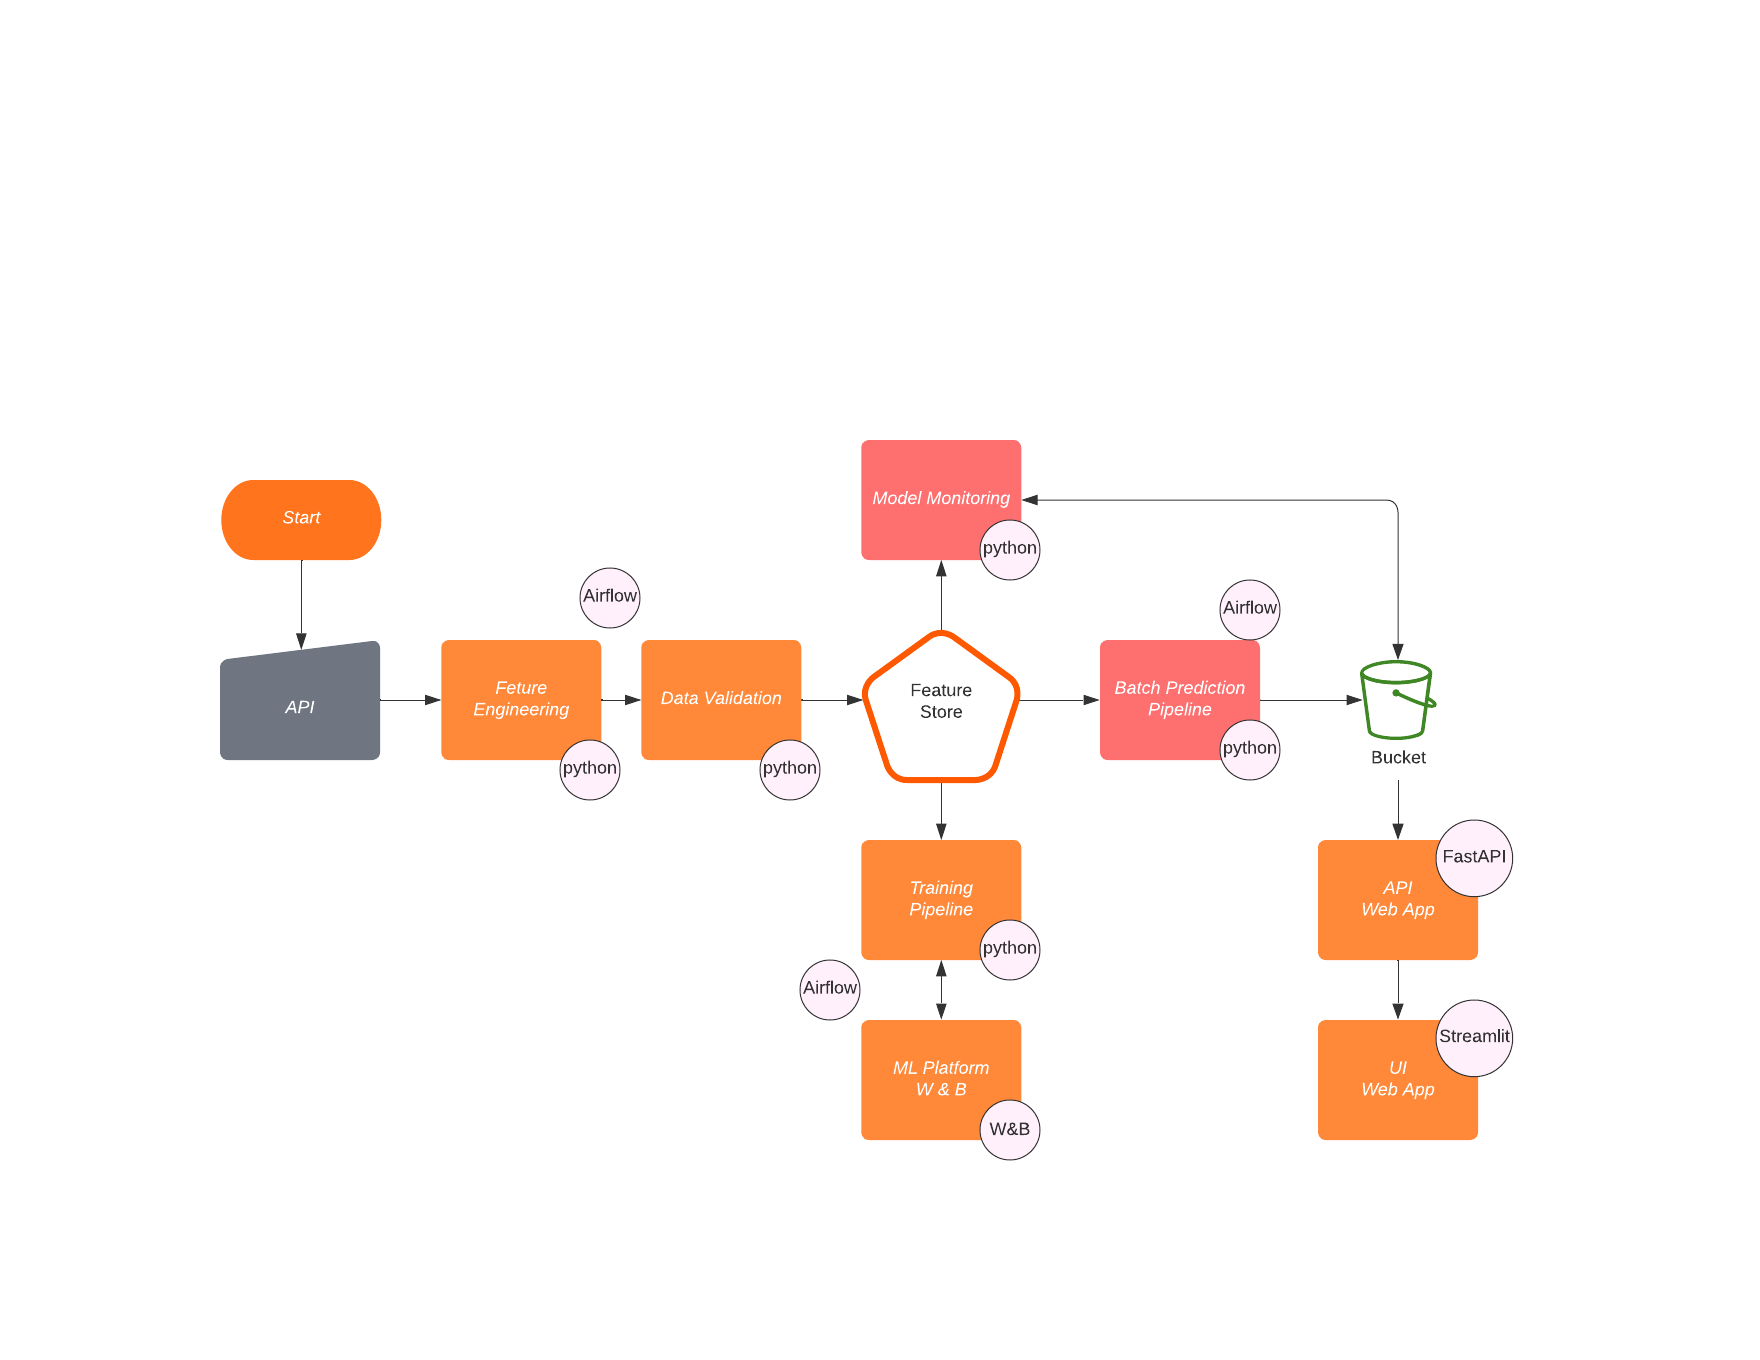 Model Monitoring
python
Start
Airflow
Airflow
API
Feture
Engineering
python
Data Validation
python
Feature
Store
Batch Prediction
Pipeline
python
Bucket
Training
Pipeline
python
API
Web App
FastAPI
Airflow
ML Platform
W & B
W&B
UI
Web App
Streamlit